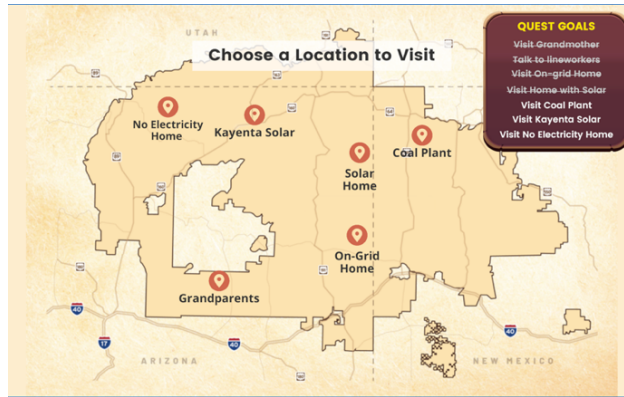 UTAH
Choose a Location to Visit
QUEST GOALS
Visit Grandmother
Talk to lineworkers
Visit On-grid Home
Visit Home with Solar
Visit Coal Plant
Visit Kayenta Solar
Visit No Electricity Home
No Electricity
Home
Kayenta Solar
Coal Plant
Solar
Home
On-Grid
Home
Grandparents
40
17
40
40
ARIZONA
NEW MEXICO